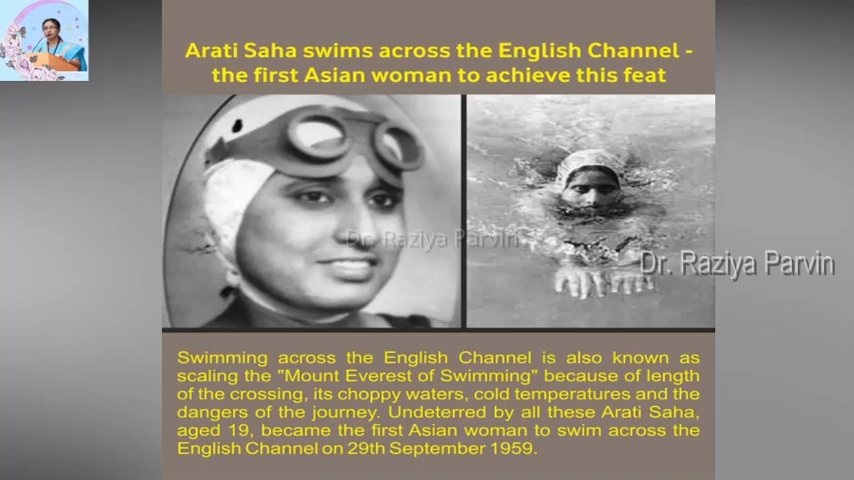 Arati Saha swims across the English Channel -
the first Asian woman to achieve this feat
Dr. Raziya Parvin
Dr. Raziya Parvin
Swimming across the English Channel is also known as
scaling the "Mount Everest of Swimming" because of length
of the crossing, its choppy waters, cold temperatures and the
dangers of the journey. Undeterred by all these Arati Saha,
aged 19, became the first Asian woman to swim across the
English Channel on 29th September 1959.